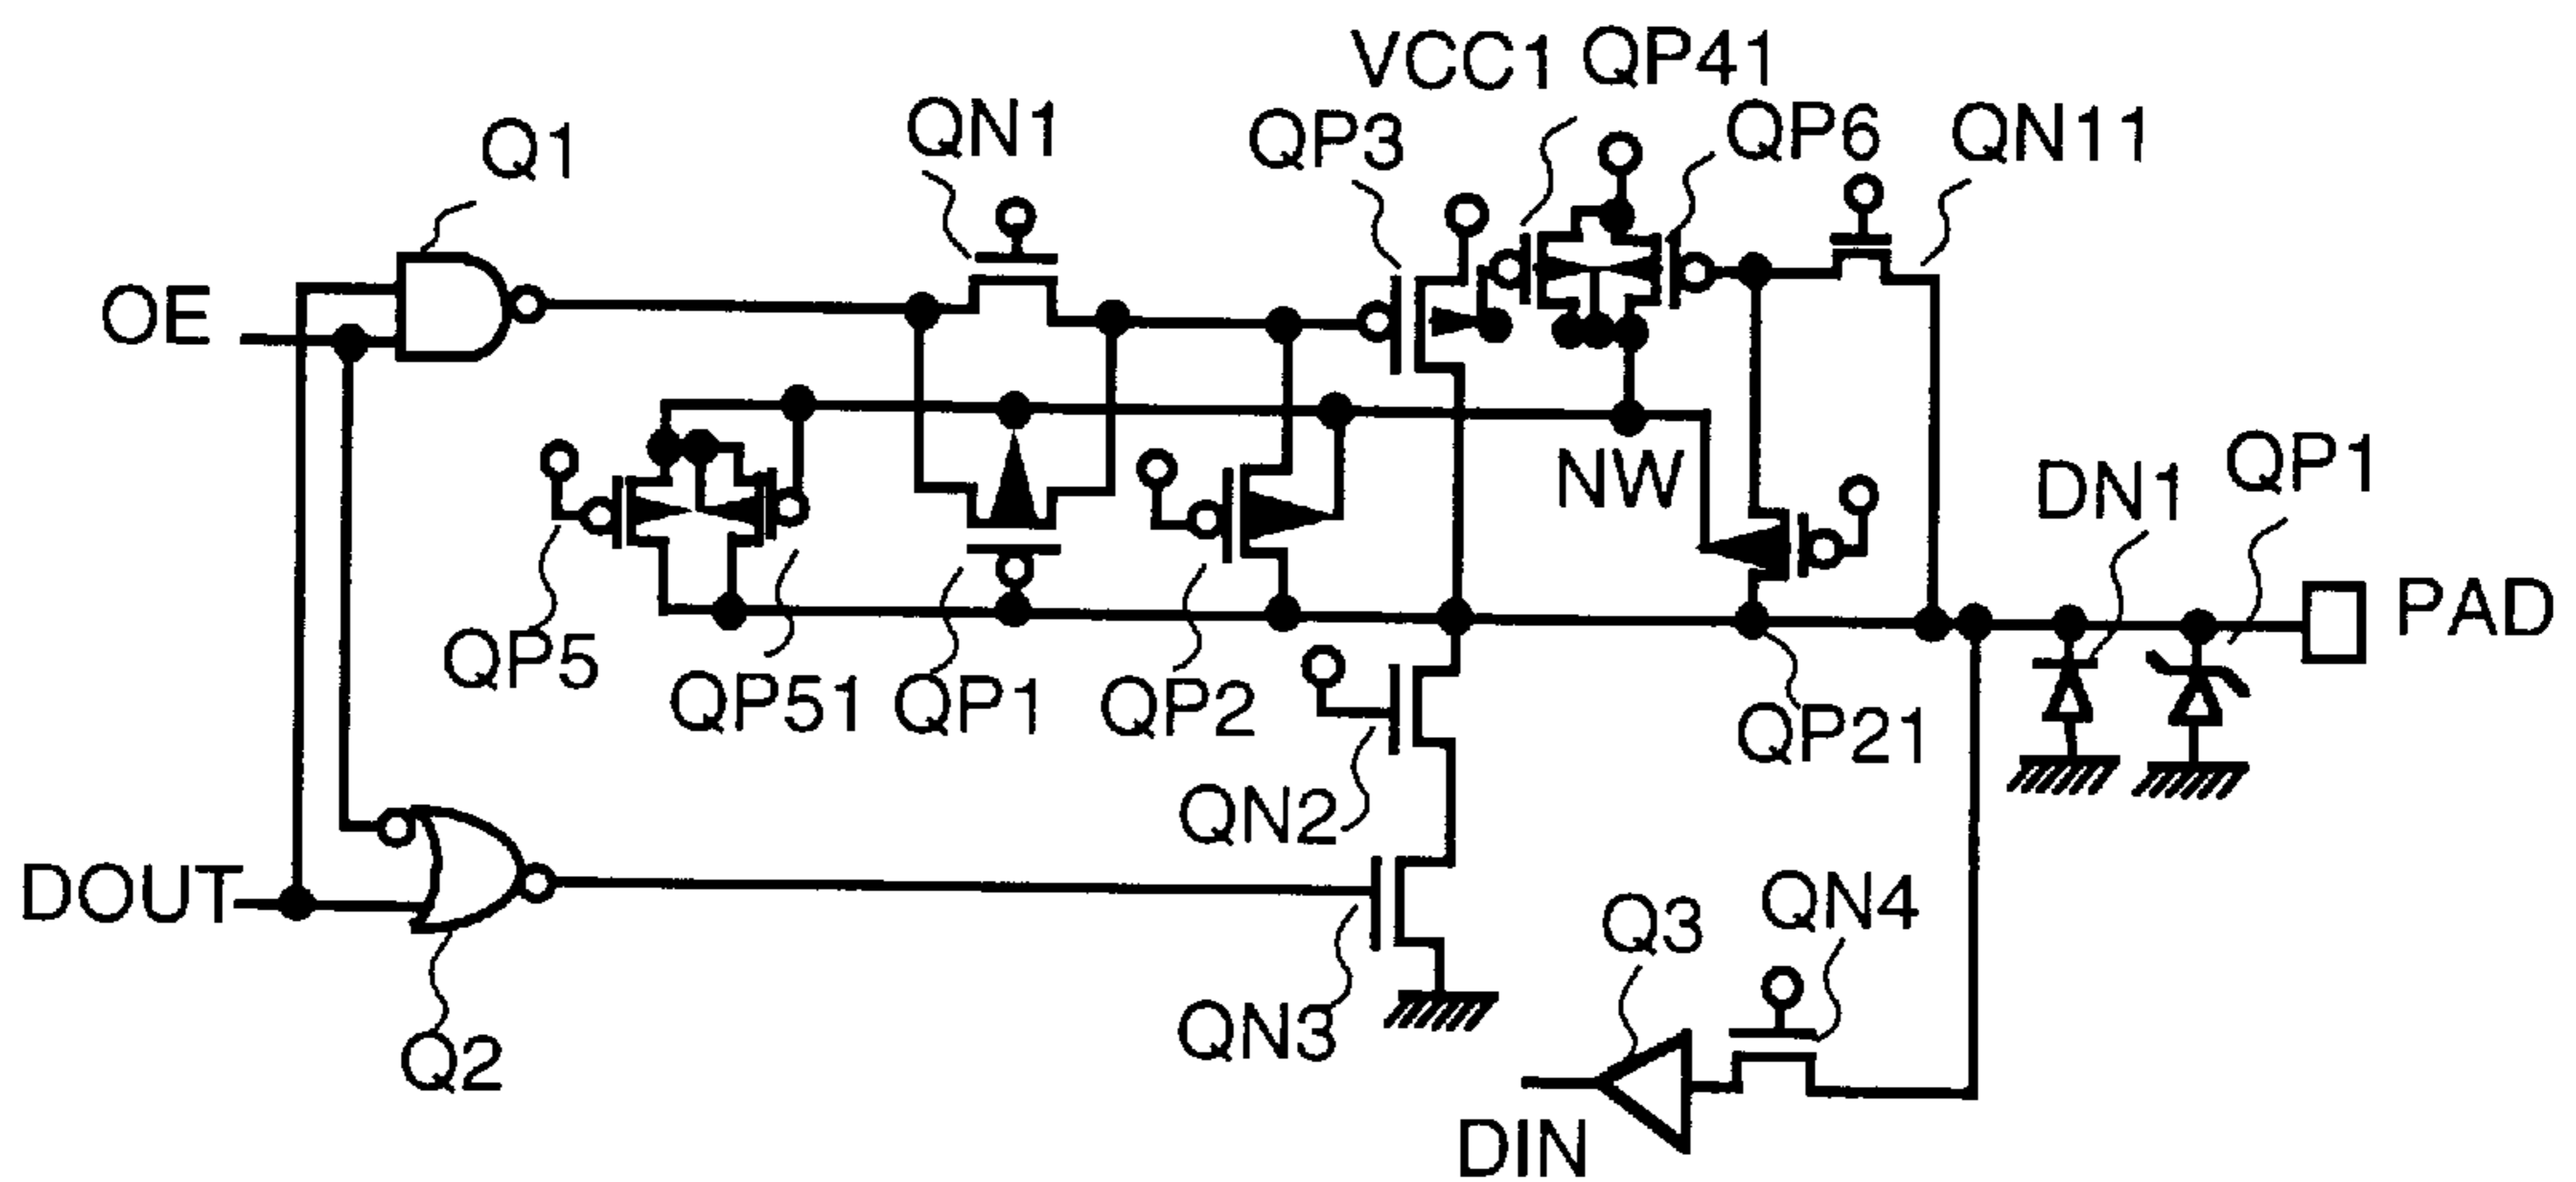 VCC1 QP41
QN1
QP3
QP6
QN11
Q1
OE
NW
DN1
QP1
PAD
QP5
QP51
QP1
QP2
QP21
QN2
DOUT
Q3
QN4
QN3
Q2
DIN